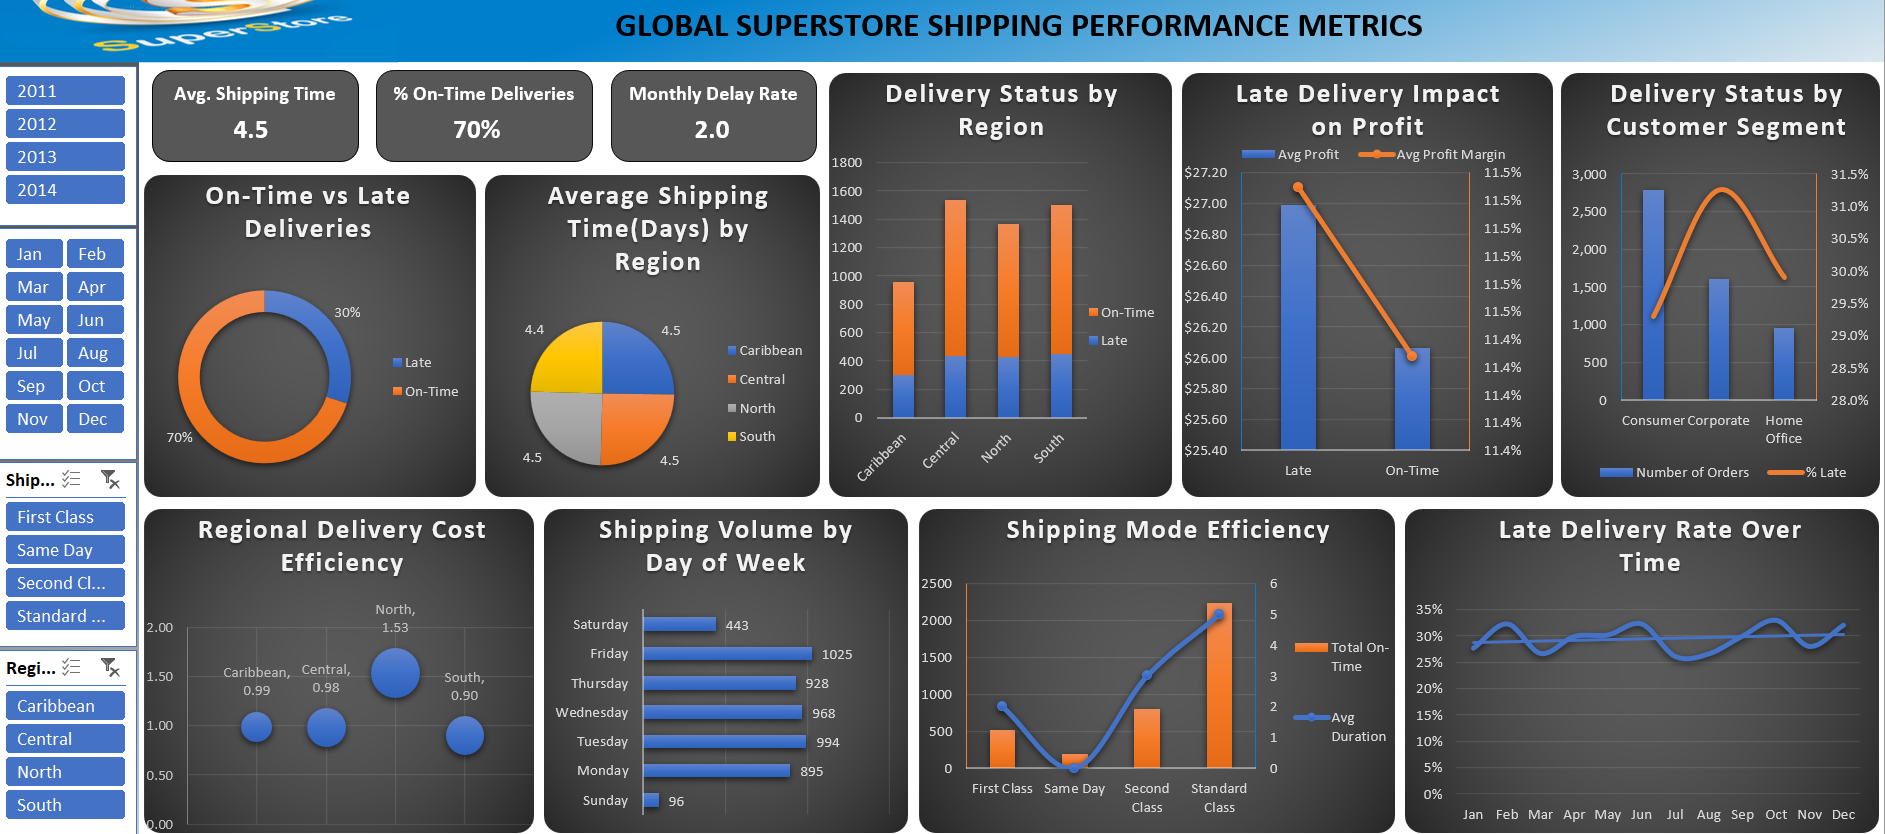 SuperStore
GLOBAL SUPERSTORE SHIPPING PERFORMANCE METRICS
2011
2012
2013
2014
Jan Feb
Mar Apr
May Jun
Jul Aug
Sep Oct
Nov Dec
Ship...
First Class
Same Day
Second Cl...
Standard ...
Regi...
Caribbean
Central
North
South
Avg. Shipping Time
4.5
% On-Time Deliveries
70%
Monthly Delay Rate
2.0
On-Time vs Late
Deliveries
30%
70%
Late
On-Time
Average Shipping
Time(Days) by
Region
4.4
4.5
4.5
4.5
Caribbean
Central
North
South
Delivery Status by
Region
1800
1600
1400
1200
1000
800
600
400
200
0
Caribbean
Central
North
South
On-Time
Late
Late Delivery Impact
on Profit
Avg Profit
Avg Profit Margin
$27.20
$27.00
$26.80
$26.60
$26.40
$26.20
$26.00
$25.80
$25.60
$25.40
11.5%
11.5%
11.5%
11.5%
11.5%
11.5%
11.4%
11.4%
11.4%
11.4%
11.4%
Late
On-Time
Delivery Status by
Customer Segment
3,000
2,500
2,000
1,500
1,000
500
0
31.5%
31.0%
30.5%
30.0%
29.5%
29.0%
28.5%
28.0%
Consumer
Corporate
Home
Office
Number of Orders
% Late
Regional Delivery Cost
Efficiency
2.00
1.50
1.00
0.50
0.00
Caribbean,
0.99
Central,
0.98
North,
1.53
South,
0.90
Shipping Volume by
Day of Week
Saturday 443
Friday 1025
Thursday 928
Wednesday 968
Tuesday 994
Monday 895
Sunday 96
Shipping Mode Efficiency
2500
2000
1500
1000
500
0
6
5
4
3
2
1
0
First Class
Same Day
Second
Class
Standard
Class
Total On-
Time
Avg
Duration
Late Delivery Rate Over
Time
35%
30%
25%
20%
15%
10%
5%
0%
Jan Feb Mar Apr May Jun Jul Aug Sep Oct Nov Dec